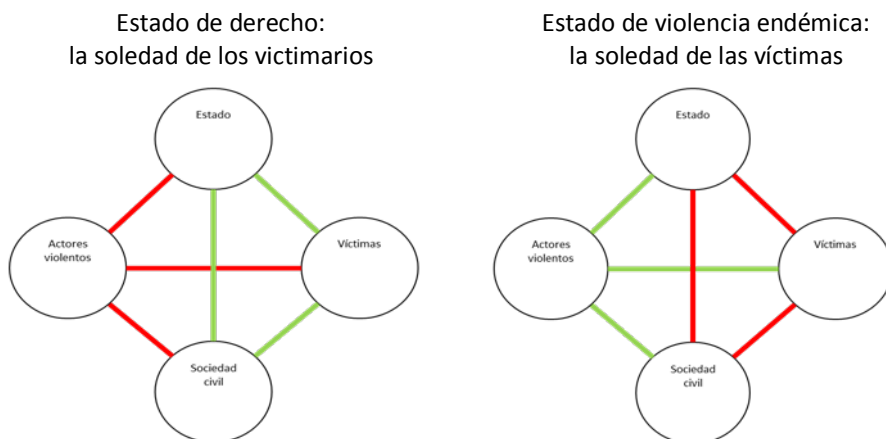 Estado de derecho:
la soledad de los victimarios
Estado
Actores
violentos
Víctimas
Sociedad
civil
Estado de violencia endémica:
la soledad de las víctimas
Estado
Actores
violentos
Víctimas
Sociedad
civil